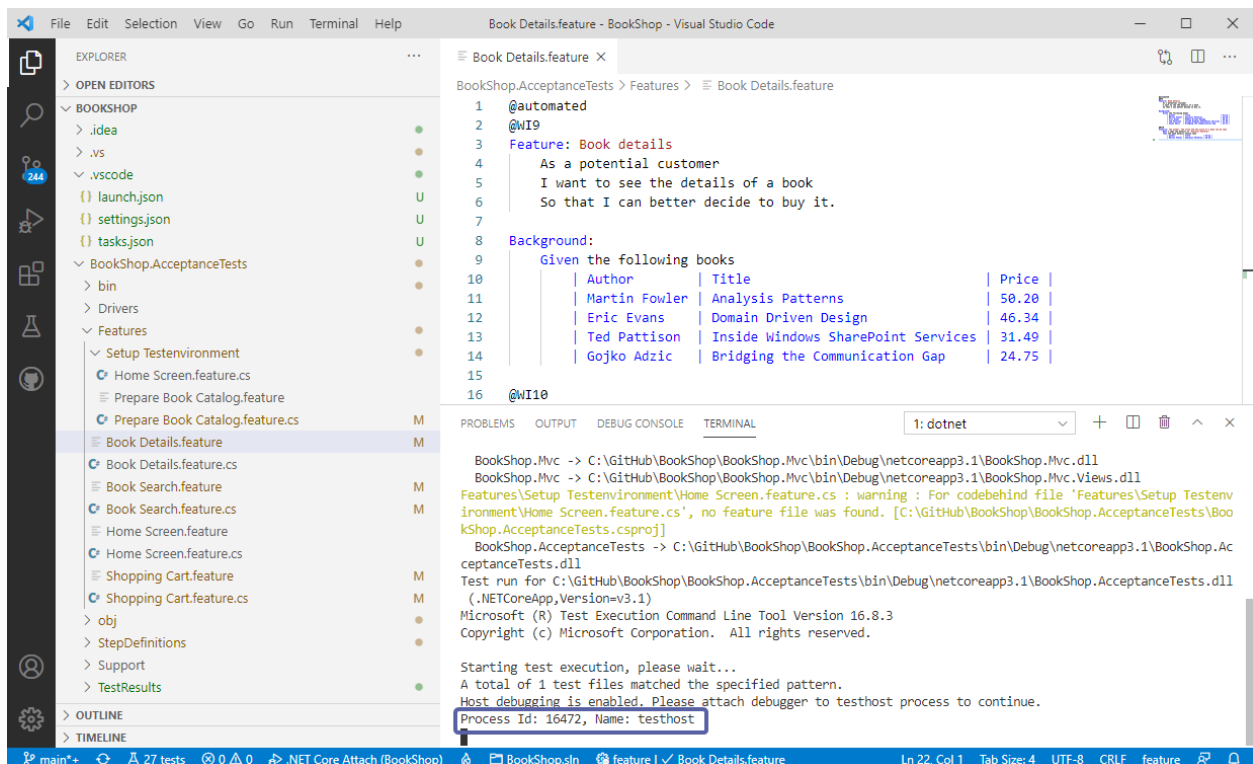 File Edit Selection View Go Run Terminal Help
Book Details.feature - BookShop - Visual Studio Code
EXPLORER
OPEN EDITORS
BOOKSHOP
.idea
.vs
.vscode
{} launch.json U
{} settings.json U
{} tasks.json U
BookShop.AcceptanceTests
bin
Drivers
Features
Setup Testenvironment
C# Home Screen.feature.cs
Prepare Book Catalog.feature
C# Prepare Book Catalog.feature.cs M
Book Details.feature M
C# Book Details.feature.cs
Book Search.feature M
C# Book Search.feature.cs M
Home Screen.feature
C# Home Screen.feature.cs
Shopping Cart.feature M
C# Shopping Cart.feature.cs M
obj
StepDefinitions
Support
TestResults
OUTLINE
TIMELINE
244
Book Details.feature
BookShop.AcceptanceTests > Features > Book Details.feature
1 @automated
2 @WI9
3 Feature: Book details
4 As a potential customer
5 I want to see the details of a book
6 So that I can better decide to buy it.
7
8 Background:
9 Given the following books
10 | Author | Title | Price |
11 | Martin Fowler | Analysis Patterns | 50.20 |
12 | Eric Evans | Domain Driven Design | 46.34 |
13 | Ted Pattison | Inside Windows SharePoint Services | 31.49 |
14 | Gojko Adzic | Bridging the Communication Gap | 24.75 |
15
16 @WI10
PROBLEMS OUTPUT DEBUG CONSOLE TERMINAL 1: dotnet
BookShop.Mvc -> C:\GitHub\BookShop\BookShop.Mvc\bin\Debug\netcoreapp3.1\BookShop.Mvc.dll
BookShop.Mvc -> C:\GitHub\BookShop\BookShop.Mvc\bin\Debug\netcoreapp3.1\BookShop.Mvc.Views.dll
Features\Setup Testenvironment\Home Screen.feature.cs : warning : For codebehind file 'Features\Setup Testenv
ironment\Home Screen.feature.cs', no feature file was found. [C:\GitHub\BookShop\BookShop.AcceptanceTests\Boo
kShop.AcceptanceTests.csproj]
BookShop.AcceptanceTests -> C:\GitHub\BookShop\BookShop.AcceptanceTests\bin\Debug\netcoreapp3.1\BookShop.Ac
ceptanceTests.dll
Test run for C:\GitHub\BookShop\BookShop.AcceptanceTests\bin\Debug\netcoreapp3.1\BookShop.AcceptanceTests.dll
(.NETCoreApp,Version=v3.1)
Microsoft (R) Test Execution Command Line Tool Version 16.8.3
Copyright (c) Microsoft Corporation. All rights reserved.
Starting test execution, please wait...
A total of 1 test files matched the specified pattern.
Host debugging is enabled. Please attach debugger to testhost process to continue.
Process Id: 16472, Name: testhost
main*+ 27 tests 0 0 .NET Core Attach (BookShop) BookShop.sln feature | ✓ Book Details.feature Ln 22, Col 1 Tab Size: 4 UTF-8 CRLF feature